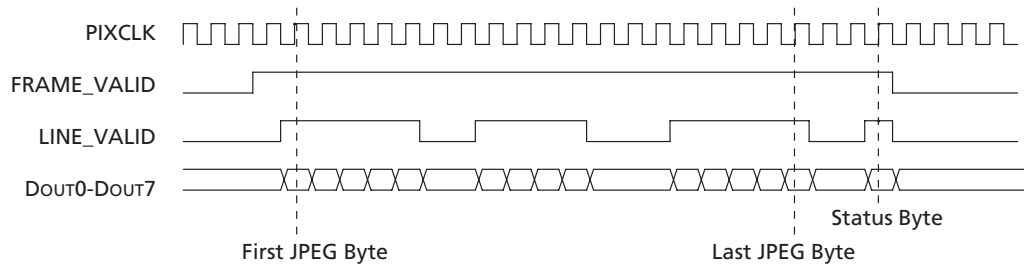 PIXCLK
FRAME_VALID
LINE_VALID
DOUT0-DOUT7
Status Byte
First JPEG Byte
Last JPEG Byte